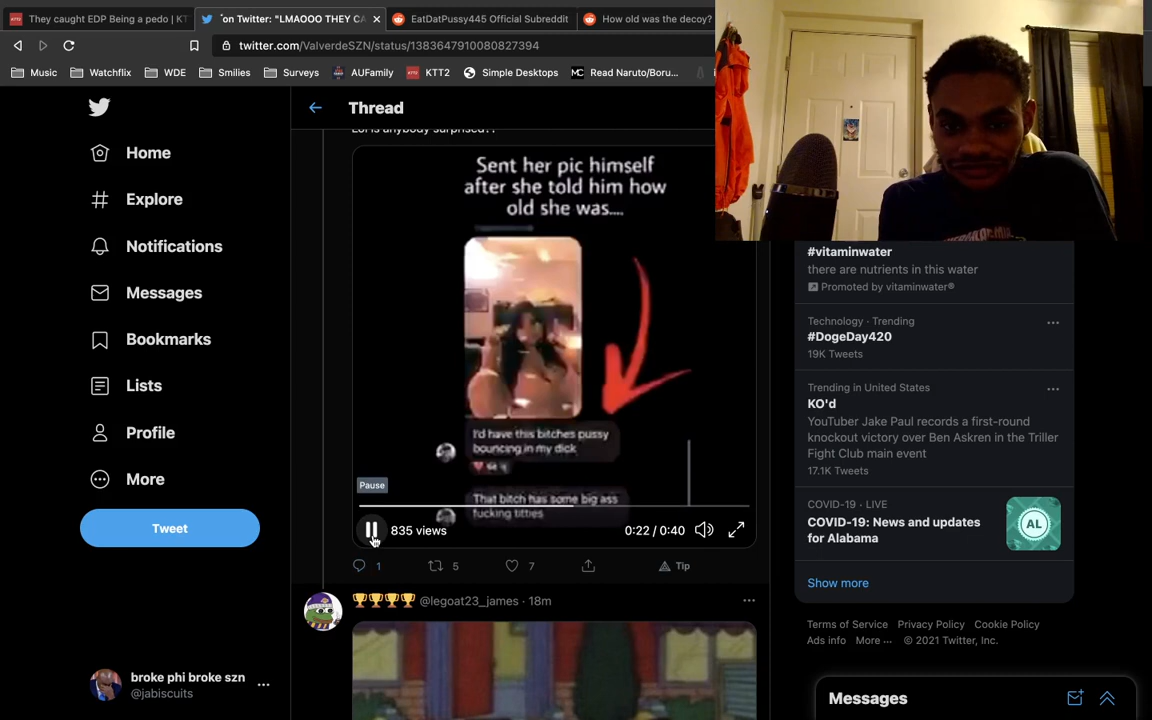 They caught EDP Being a pedo | KT
on Twitter: "LMAOOO THEY CA
EatDatPussy445 Official Subreddit
How old was the decoy?
twitter.com/ValverdeSZN/status/1383647910080827394
Music
Watchflix
WDE
Smilies
Surveys
AUFamily
KTT2
Simple Desktops
Read Naruto/Boru...
Home
Explore
Notifications
Messages
Bookmarks
Lists
Profile
More
Tweet
broke phi broke szn
@jabiscuits
Thread
Lol is anybody surprised??
Sent her pic himself
after she told him how
old she was....
I'd have this bitches pussy
bouncing in my dick
That bitch has some big ass
fucking titties
Pause
835 views
0:22 / 0:40
1
5
7
Tip
@legoat23_james · 18m
#vitaminwater
there are nutrients in this water
Promoted by vitaminwater®
Technology · Trending
#DogeDay420
19K Tweets
Trending in United States
KO'd
YouTuber Jake Paul records a first-round
knockout victory over Ben Askren in the Triller
Fight Club main event
17.1K Tweets
COVID-19 · LIVE
COVID-19: News and updates
for Alabama
AL
Show more
Terms of Service Privacy Policy Cookie Policy
Ads info More ··· © 2021 Twitter, Inc.
Messages